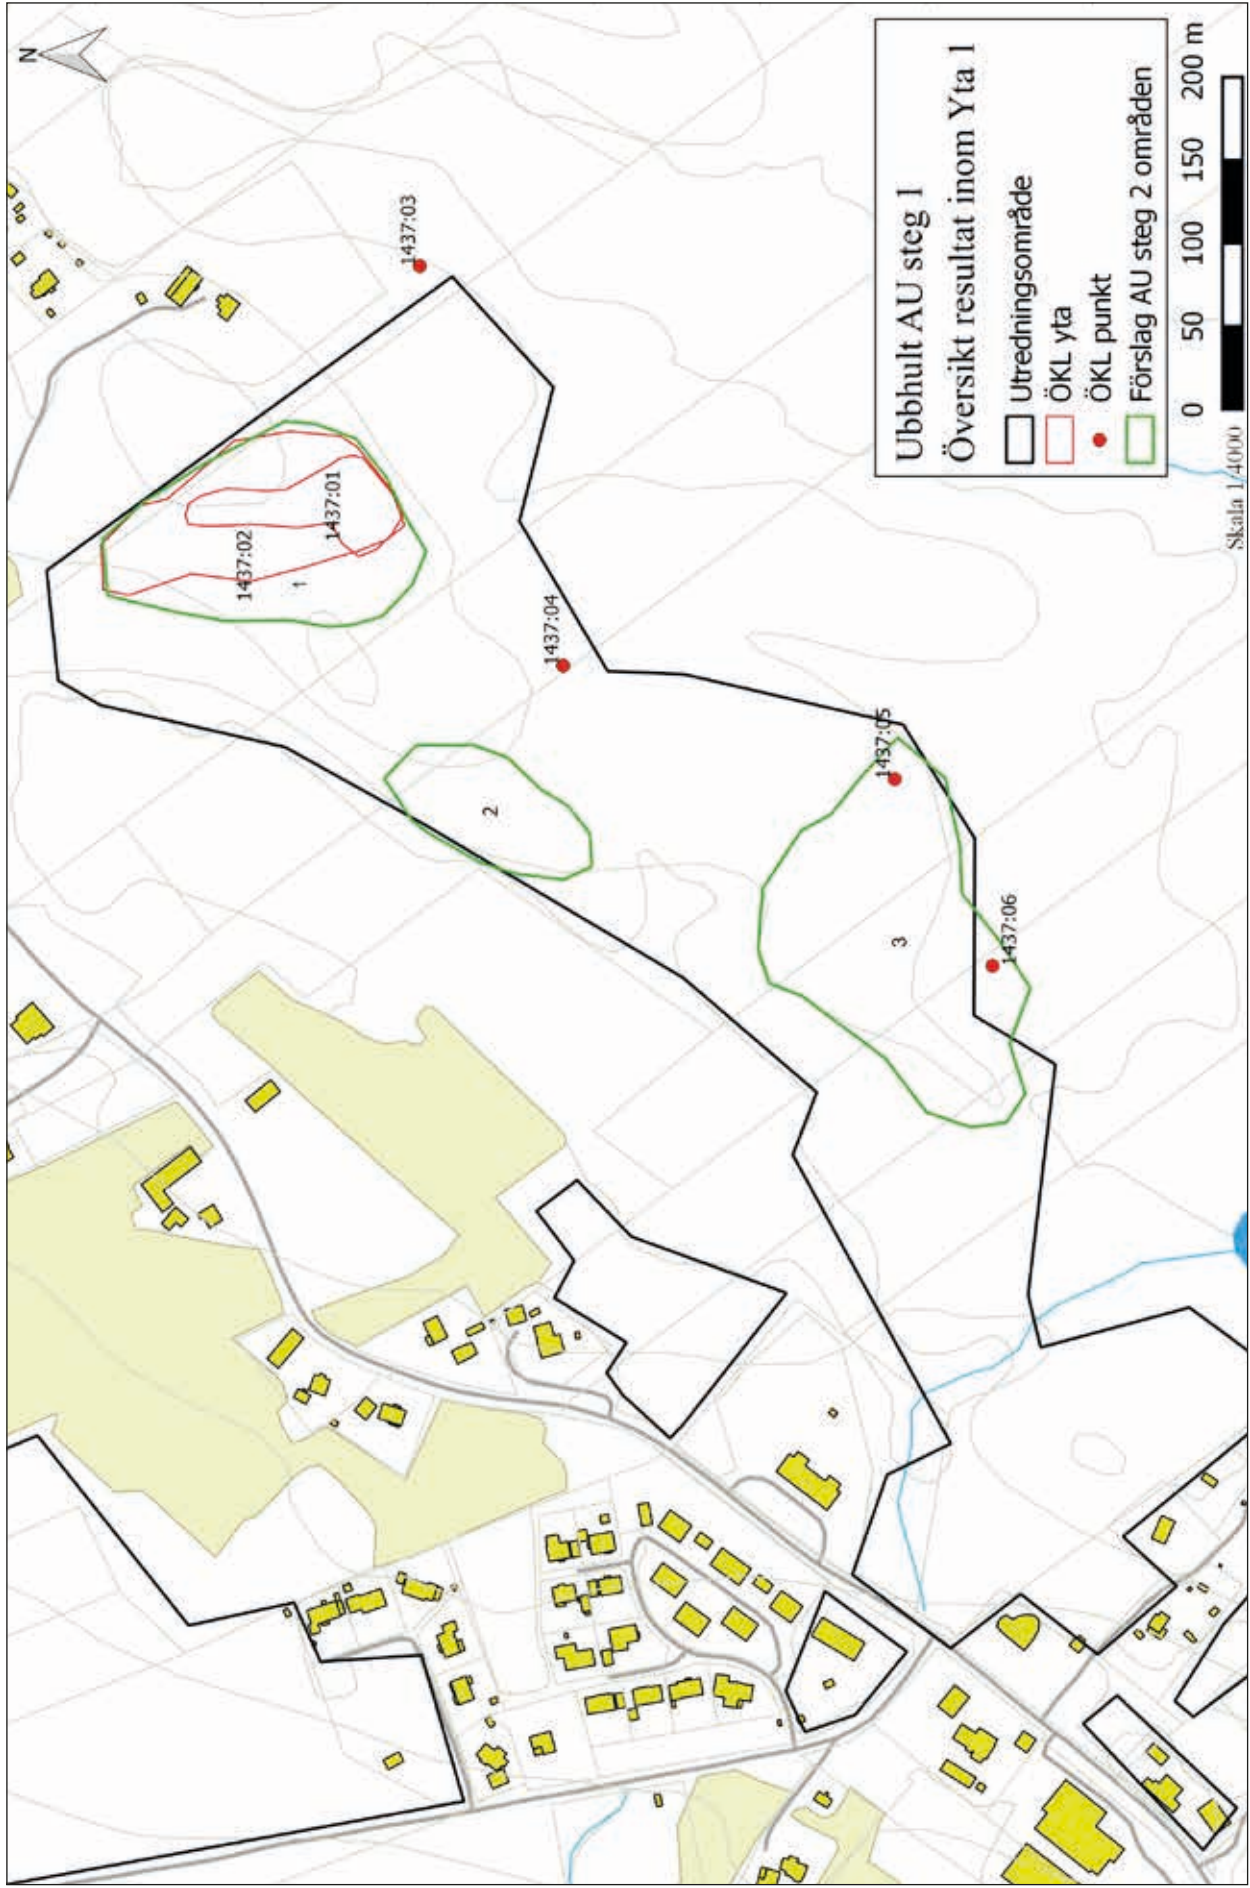 N
Ubbhult AU steg 1
Översikt resultat inom Yta 1
Utredningsområde
ÖKL yta
ÖKL punkt
Förslag AU steg 2 områden
0 50 100 150 200 m
Skala 1/4000
1437:03
1437:01
1437:02
1
1437:04
2
1437:05
3
1437:06